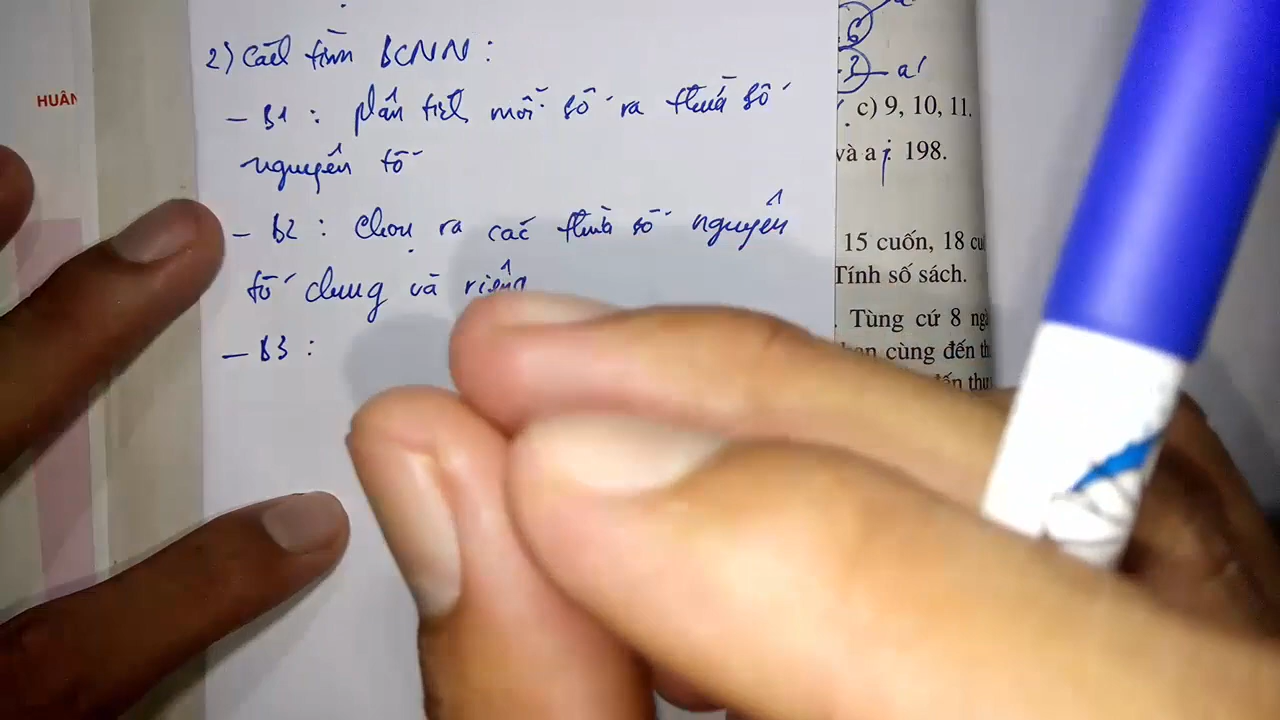 2) Cách tìm BCNN :
- B1 : phân tích mỗi số ra thừa số
nguyên tố
- B2 : Chọn ra các thừa số nguyên
tố chung và riêng
- B3 :
HUÂN
a'
c) 9, 10, 11.
và a : 198.
15 cuốn, 18
Tính số sách.
Tùng cứ 8
cùng đến